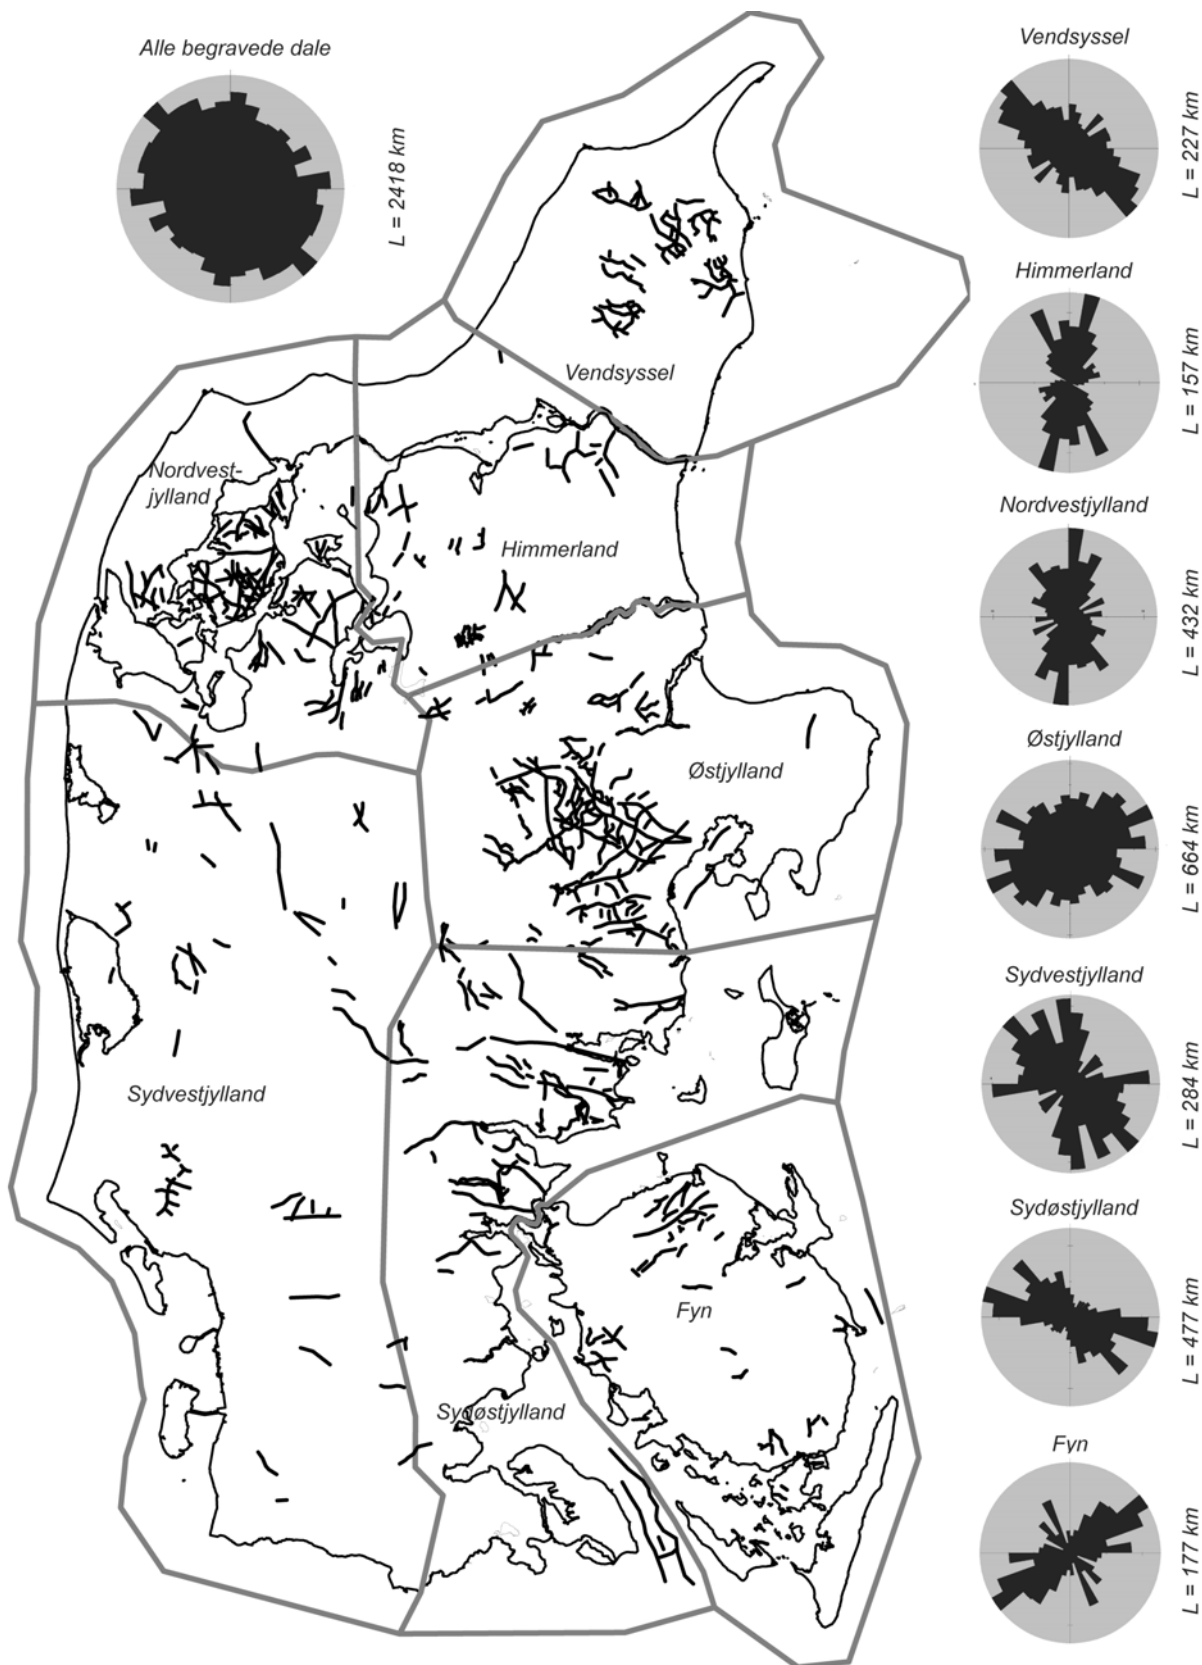 Alle begravede dale
L = 2418 km
Vendsyssel
Nordvest-
jylland
Himmerland
Østjylland
Sydvestjylland
Fyn
Sydøstjylland
Vendsyssel
L = 227 km
Himmerland
L = 157 km
Nordvestjylland
L = 432 km
Østjylland
L = 664 km
Sydvestjylland
L = 284 km
Sydøstjylland
L = 477 km
Fyn
L = 177 km